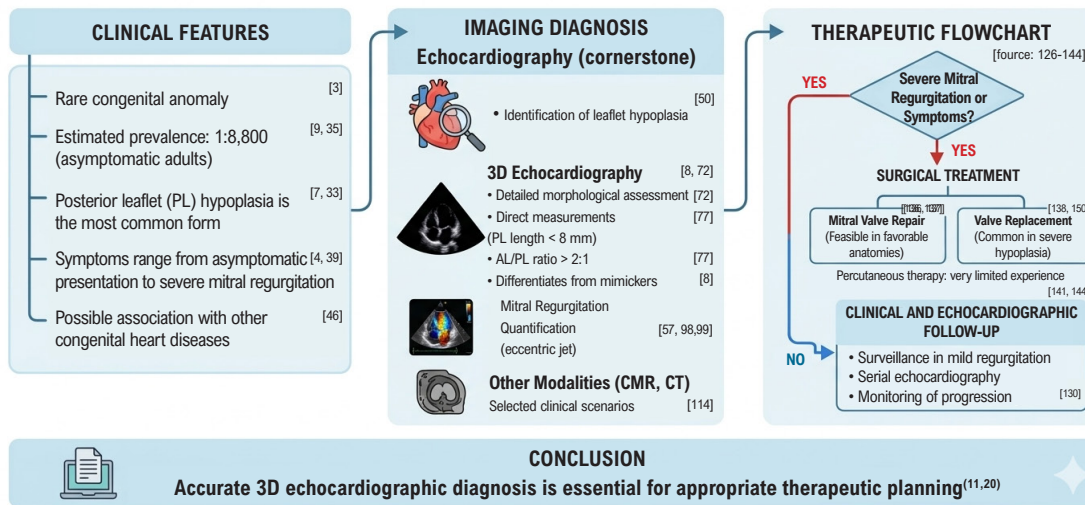 CLINICAL FEATURES
Rare congenital anomaly [3]
Estimated prevalence: 1:8,800 [9, 35]
(asymptomatic adults)
Posterior leaflet (PL) hypoplasia is [7, 33]
the most common form
Symptoms range from asymptomatic [4, 39]
presentation to severe mitral regurgitation
Possible association with other [46]
congenital heart diseases
IMAGING DIAGNOSIS
Echocardiography (cornerstone)
[50]
• Identification of leaflet hypoplasia
3D Echocardiography [8, 72]
• Detailed morphological assessment [72]
• Direct measurements [77]
(PL length < 8 mm)
• AL/PL ratio > 2:1 [77]
• Differentiates from mimickers [8]
Mitral Regurgitation
Quantification [57, 98,99]
(eccentric jet)
Other Modalities (CMR, CT)
Selected clinical scenarios [114]
THERAPEUTIC FLOWCHART
[fource: 126-144]
YES
Severe Mitral
Regurgitation or
Symptoms?
YES
SURGICAL TREATMENT
Mitral Valve Repair
(Feasible in favorable
anatomies)
[138, 150]
Valve Replacement
(Common in severe
hypoplasia)
Percutaneous therapy: very limited experience
[141, 144]
CLINICAL AND ECHOCARDIOGRAPHIC
FOLLOW-UP
NO
• Surveillance in mild regurgitation
• Serial echocardiography
• Monitoring of progression [130]
CONCLUSION
Accurate 3D echocardiographic diagnosis is essential for appropriate therapeutic planning(11,20)